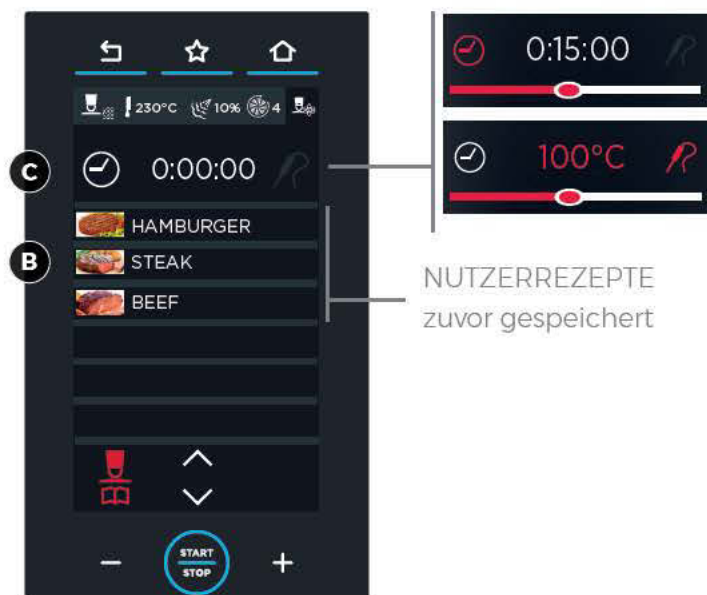 230°C 10% 4
C
0:00:00
B
HAMBURGER
STEAK
BEEF
START
STOP
0:15:00
100°C
NUTZERREZEPTE
zuvor gespeichert